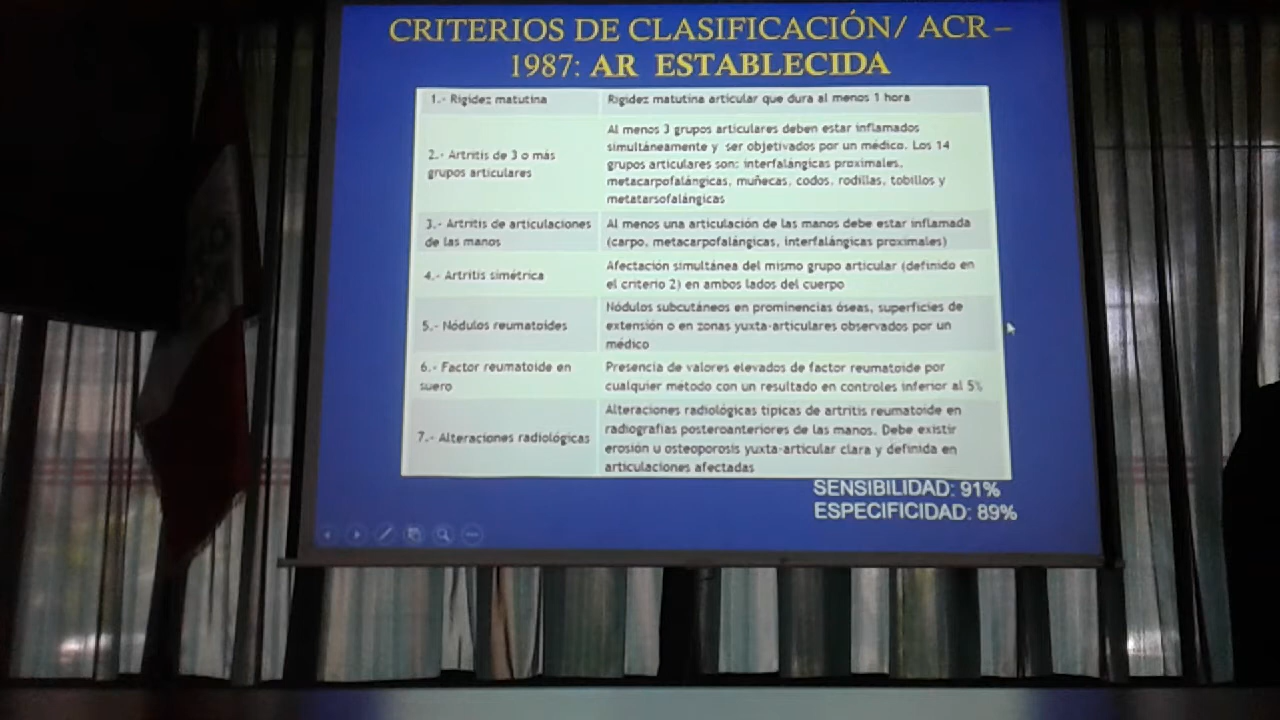 CRITERIOS DE CLASIFICACIÓN/ ACR –
1987: AR ESTABLECIDA
1.- Rigidez matutina
Rigidez matutina articular que dura al menos 1 hora
2.- Artritis de 3 o más
grupos articulares
Al menos 3 grupos articulares deben estar inflamados
simultáneamente y ser objetivados por un médico. Los 14
grupos articulares son: interfalángicas proximales,
metacarpofalángicas, muñecas, codos, rodillas, tobillos y
metatarsofalángicas
3.- Artritis de articulaciones
de las manos
Al menos una articulación de las manos debe estar inflamada
(carpo, metacarpofalángicas, interfalángicas proximales)
4.- Artritis simétrica
Afectación simultánea del mismo grupo articular (definido en
el criterio 2) en ambos lados del cuerpo
5.- Nódulos reumatoides
Nódulos subcutáneos en prominencias óseas, superficies de
extensión o en zonas yuxta-articulares observados por un
médico
6.- Factor reumatoide en
suero
Presencia de valores elevados de factor reumatoide por
cualquier método con un resultado en controles inferior al 5%
7.- Alteraciones radiológicas
Alteraciones radiológicas típicas de artritis reumatoide en
radiografías posteroanteriores de las manos. Debe existir
erosión u osteoporosis yuxta-articular clara y definida en
articulaciones afectadas
SENSIBILIDAD: 91%
ESPECIFICIDAD: 89%